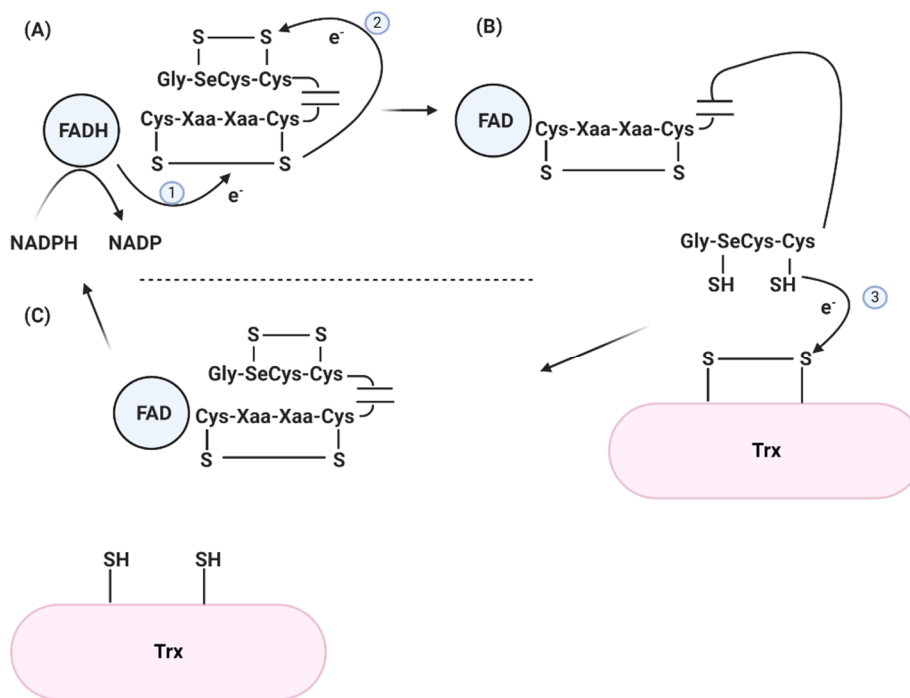 (A)
S S
e-
2
Gly-SeCys-Cys
Cys-Xaa-Xaa-Cys
FADH
S S
1
e-
NADPH NADP
(B)
FAD
Cys-Xaa-Xaa-Cys
S S
Gly-SeCys-Cys
SH SH
e-
3
S S
Trx
(C)
S S
Gly-SeCys-Cys
FAD
Cys-Xaa-Xaa-Cys
S S
SH SH
Trx